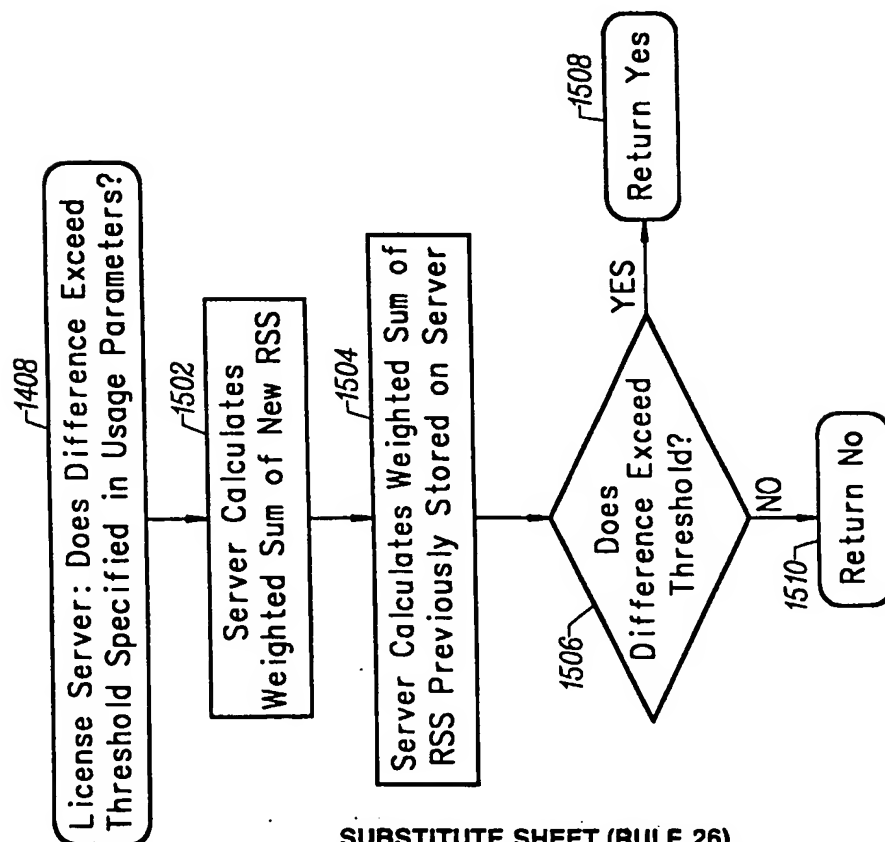 1408
License Server: Does Difference Exceed
Threshold Specified in Usage Parameters?
1502
Server Calculates
Weighted Sum of New RSS
1504
Server Calculates Weighted Sum of
RSS Previously Stored on Server
1506
Does
Difference Exceed
Threshold?
YES
1508
Return Yes
NO
1510
Return No
SUBSTITUTE SHEET (RULE 26)